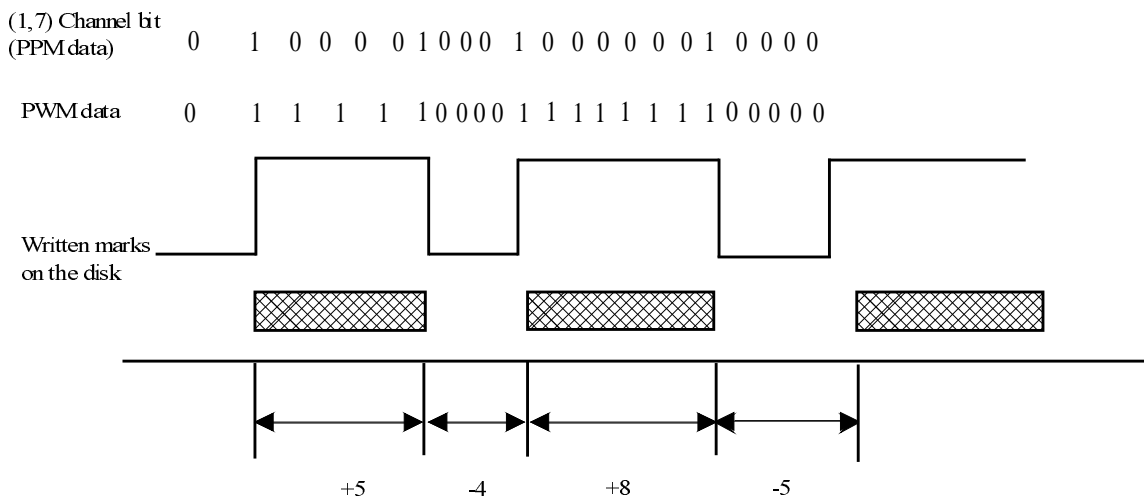 (1,7) Channel bit
(PPM data)
0 1 0 0 0 0 1 0 0 0 1 0 0 0 0 0 0 1 0 0 0 0
PWM data
0 1 1 1 1 1 0 0 0 0 1 1 1 1 1 1 1 1 0 0 0 0 0
Written marks
on the disk
+5 -4 +8 -5